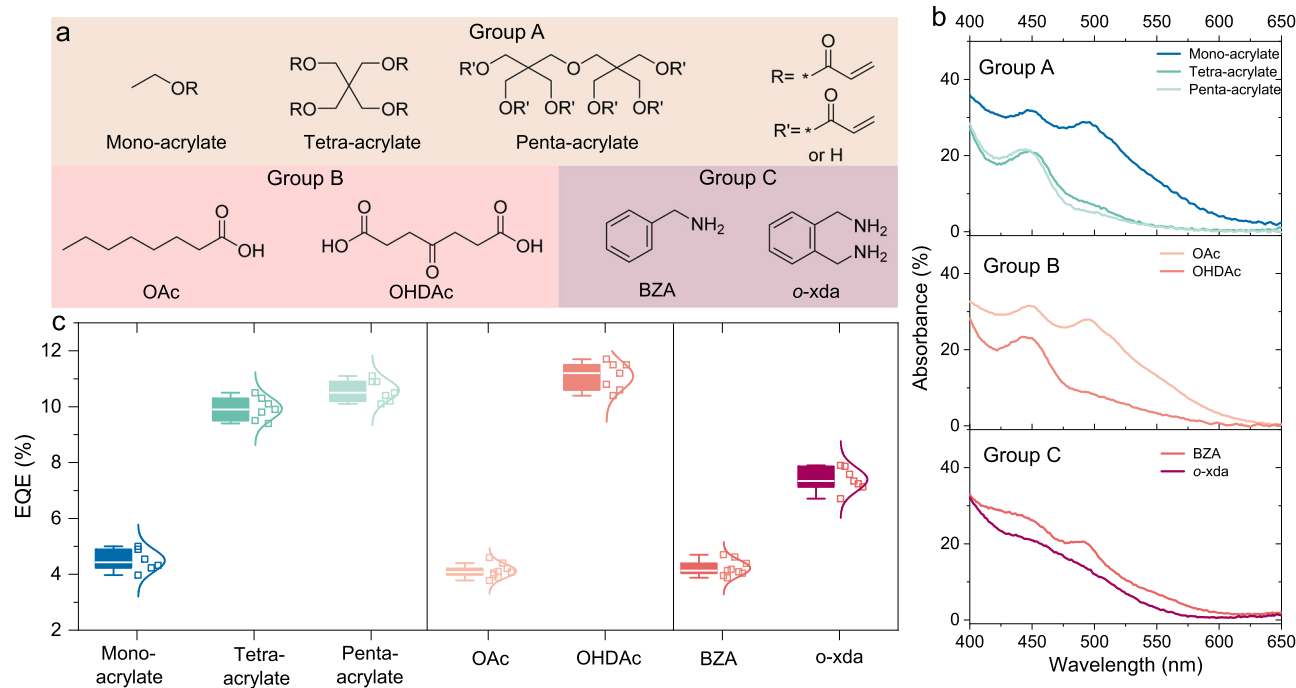 a
Group A
OR
Mono-acrylate
RO OR
RO OR
Tetra-acrylate
R'O O OR'
OR' OR' OR' OR'
Penta-acrylate
R= * O
R'= * O
or H
Group B
O
OH
OAc
O O
HO OH
O
OHDAc
Group C
NH2
BZA
NH2
NH2
o-xda
b
400 450 500 550 600 650
Group A
Mono-acrylate
Tetra-acrylate
Penta-acrylate
40
20
0
Group B
OAc
OHDAc
40
20
0
Group C
BZA
o-xda
40
20
0
Absorbance (%)
400 450 500 550 600 650
Wavelength (nm)
c
12
10
8
6
4
2
EQE (%)
Mono-
acrylate
Tetra-
acrylate
Penta-
acrylate
OAc
OHDAc
BZA
o-xda